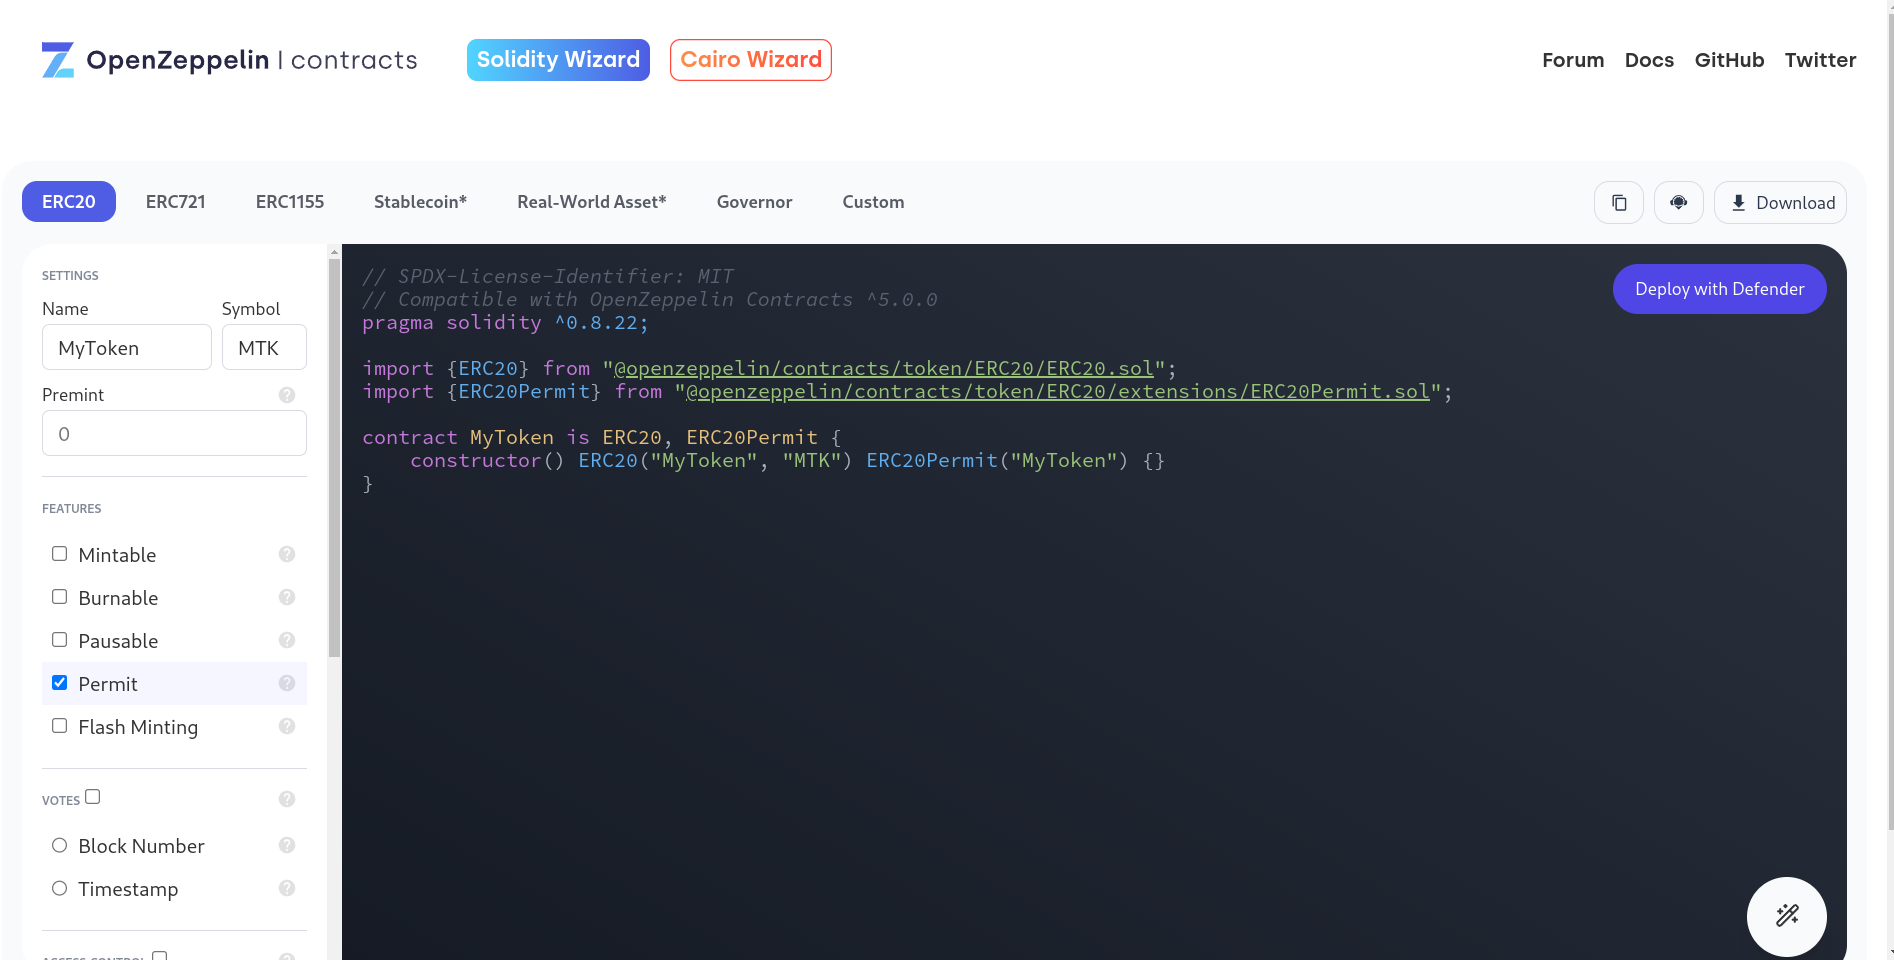 OpenZeppelin | contracts
Solidity Wizard
Cairo Wizard
Forum Docs GitHub Twitter
ERC20 ERC721 ERC1155 Stablecoin* Real-World Asset* Governor Custom
Download
SETTINGS
Name Symbol
MyToken MTK
Premint ?
0
FEATURES
Mintable ?
Burnable ?
Pausable ?
Permit ?
Flash Minting ?
VOTES ?
Block Number ?
Timestamp ?
ACCESS CONTROL ?
// SPDX-License-Identifier: MIT
// Compatible with OpenZeppelin Contracts ^5.0.0
pragma solidity ^0.8.22;
import {ERC20} from "@openzeppelin/contracts/token/ERC20/ERC20.sol";
import {ERC20Permit} from "@openzeppelin/contracts/token/ERC20/extensions/ERC20Permit.sol";
contract MyToken is ERC20, ERC20Permit {
constructor() ERC20("MyToken", "MTK") ERC20Permit("MyToken") {}
}
Deploy with Defender